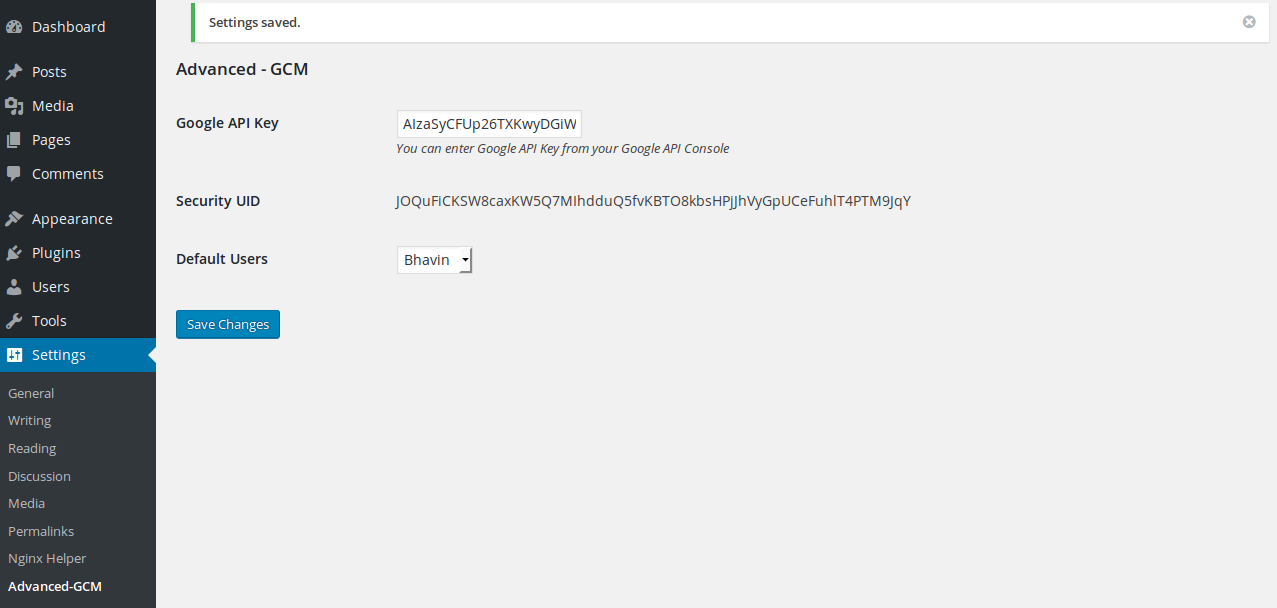 Dashboard
Posts
Media
Pages
Comments
Appearance
Plugins
Users
Tools
Settings
General
Writing
Reading
Discussion
Media
Permalinks
Nginx Helper
Advanced-GCM
Settings saved.
Advanced - GCM
Google API Key
AIzaSyCFUp26TXKwyDGiW
You can enter Google API Key from your Google API Console
Security UID
JOQuFICKSW8caxKW5Q7MIhdduQ5fvKBTO8kbsHPjJhVyGpUCeFuhlT4PTM9JqY
Default Users
Bhavin
Save Changes